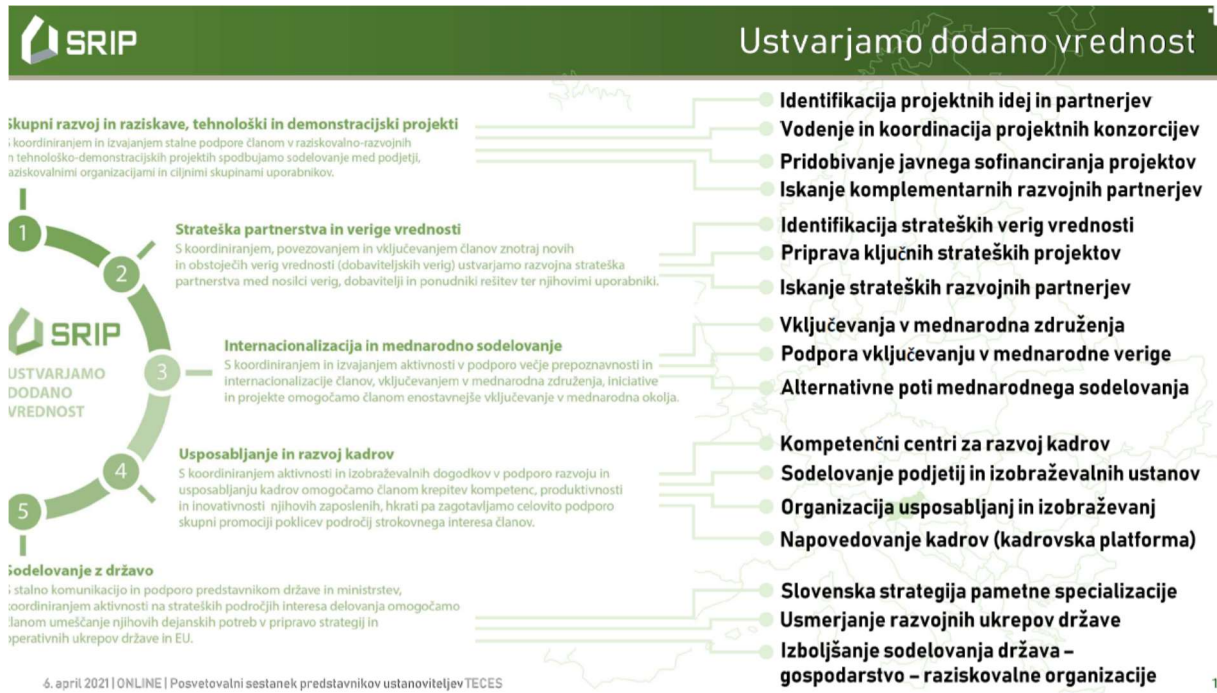 SRIP
Ustvarjamo dodano vrednost
Skupni razvoj in raziskave, tehnološki in demonstracijski projekti
S koordiniranjem in izvajanjem stalne podpore članom v raziskovalno-razvojnih
in tehnološko-demonstracijskih projektih spodbujamo sodelovanje med podjetji,
raziskovalnimi organizacijami in ciljnimi skupinami uporabnikov.
Identifikacija projektnih idej in partnerjev
Vodenje in koordinacija projektnih konzorcijev
Pridobivanje javnega sofinanciranja projektov
Iskanje komplementarnih razvojnih partnerjev
1
Strateška partnerstva in verige vrednosti
S koordiniranjem, povezovanjem in vključevanjem članov znotraj novih
in obstoječih verig vrednosti (dobaviteljskih verig) ustvarjamo razvojna strateška
partnerstva med nosilci verig, dobavitelji in ponudniki rešitev ter njihovimi uporabniki.
2
Identifikacija strateških verig vrednosti
Priprava ključnih strateških projektov
Iskanje strateških razvojnih partnerjev
SRIP
USTVARJAMO
DODANO
VREDNOST
3
Internacionalizacija in mednarodno sodelovanje
S koordiniranjem in izvajanjem aktivnosti v podporo večje prepoznavnosti in
internacionalizacije članov, vključevanjem v mednarodna združenja, iniciative
in projekte omogočamo članom enostavnejše vključevanje v mednarodna okolja.
Vključevanja v mednarodna združenja
Podpora vključevanju v mednarodne verige
Alternativne poti mednarodnega sodelovanja
4
Usposabljanje in razvoj kadrov
S koordiniranjem aktivnosti in izobraževalnih dogodkov v podporo razvoju in
usposabljanju kadrov omogočamo članom krepitev kompetenc, produktivnosti
in inovativnosti njihovih zaposlenih, hkrati pa zagotavljamo celovito podporo
skupni promociji poklicev področij strokovnega interesa članov.
Kompetenčni centri za razvoj kadrov
Sodelovanje podjetij in izobraževalnih ustanov
Organizacija usposabljanj in izobraževanj
Napovedovanje kadrov (kadrovska platforma)
5
Sodelovanje z državo
S stalno komunikacijo in podporo predstavnikom države in ministrstev,
koordiniranjem aktivnosti na strateških področjih interesa delovanja omogočamo
članom umeščanje njihovih dejanskih potreb v pripravo strategij in
operativnih ukrepov države in EU.
Slovenska strategija pametne specializacije
Usmerjanje razvojnih ukrepov države
Izboljšanje sodelovanja država –
gospodarstvo – raziskovalne organizacije
6. april 2021 | ONLINE | Posvetovalni sestanek predstavnikov ustanoviteljev TECES
1